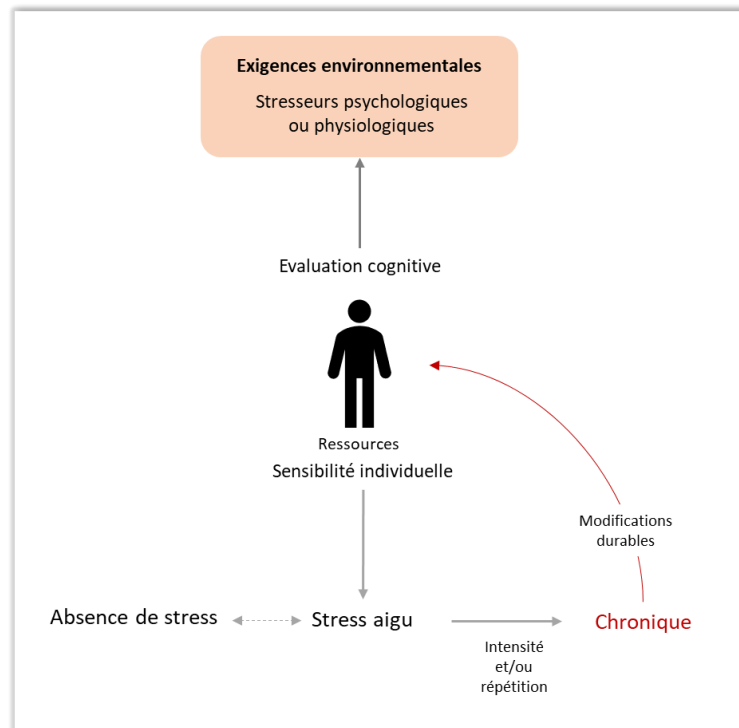 Exigences environnementales
Stresseurs psychologiques
ou physiologiques
Evaluation cognitive
Ressources
Sensibilité individuelle
Modifications
durables
Absence de stress
Stress aigu
Chronique
Intensité
et/ou
répétition